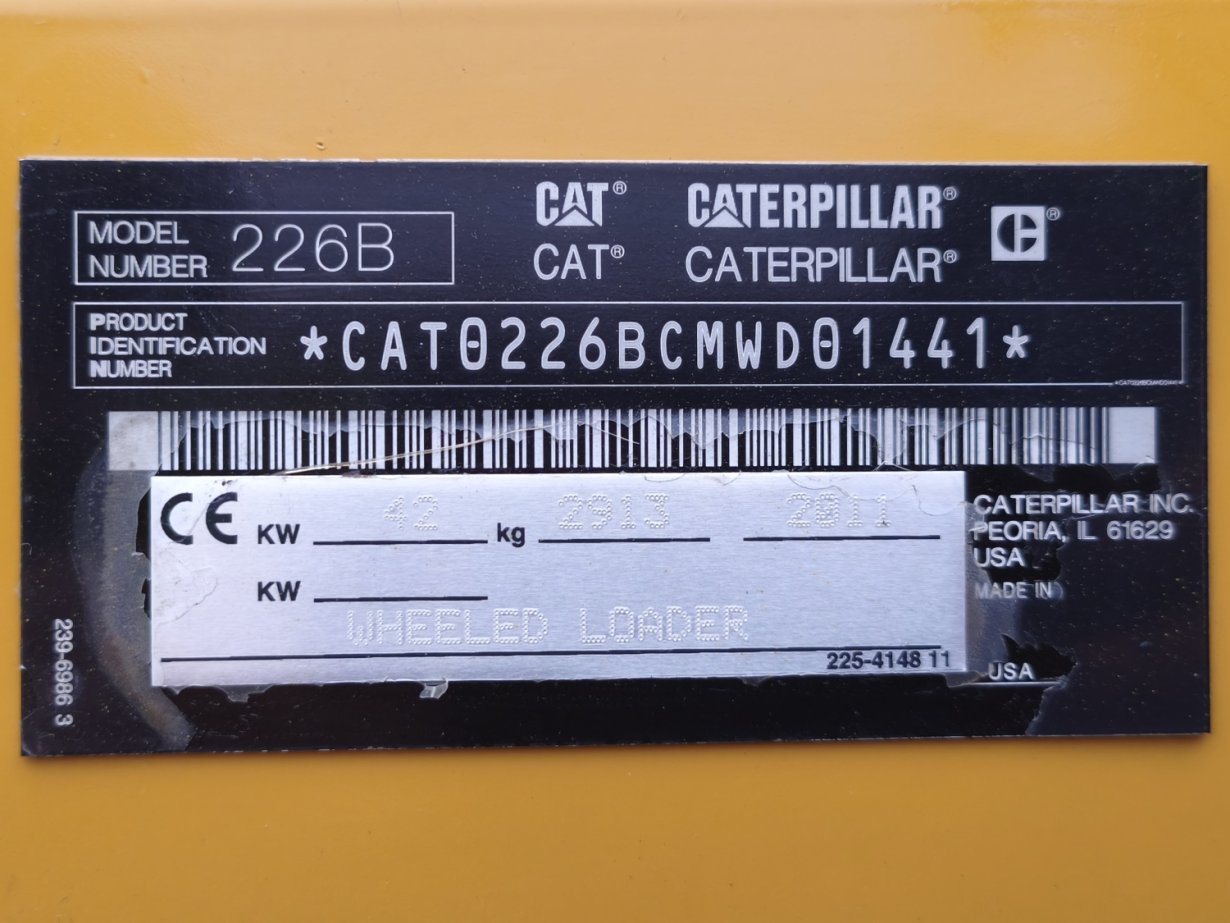 MODEL NUMBER 226B
CAT® CATERPILLAR®
CAT® CATERPILLAR®
PRODUCT IDENTIFICATION NUMBER *CAT0226BCMWD01441*
*CAT0226BCMWD01441*
CE KW 42 kg 2913 2011
KW
WHEELED LOADER
225-4148 11
CATERPILLAR INC.
PEORIA, IL 61629
USA
MADE IN
USA
239-6986 3